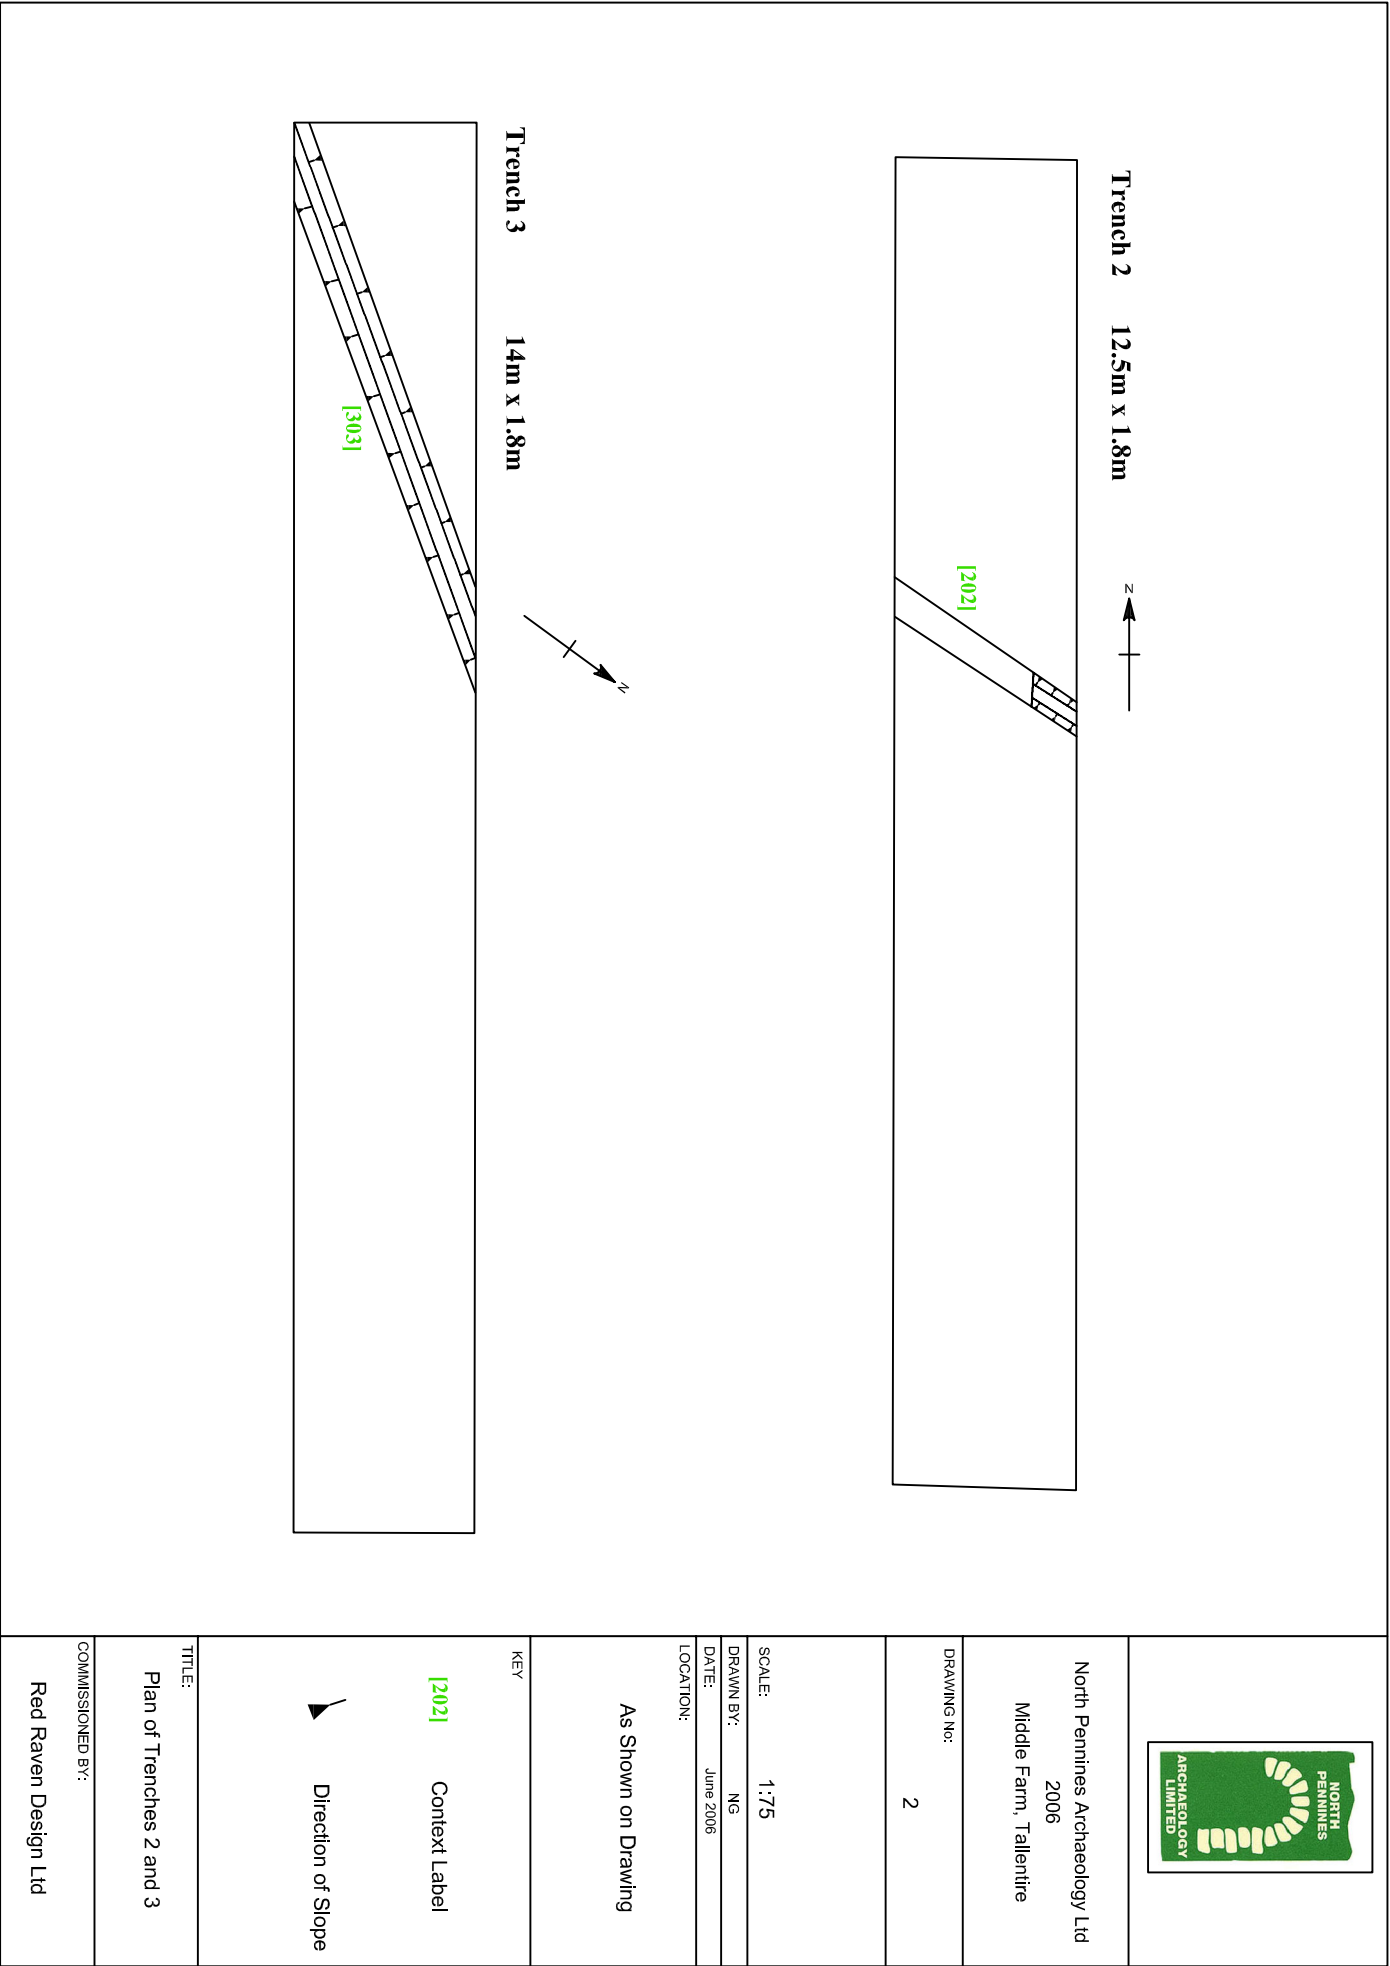 Trench 2 12.5m x 1.8m
N
[202]
Trench 3 14m x 1.8m
N
[303]
NORTH
PENNINES
ARCHAEOLOGY
LIMITED
North Pennines Archaeology Ltd
2006
Middle Farm, Tallentire
DRAWING No:
2
SCALE: 1:75
DRAWN BY: NG
DATE: June 2006
LOCATION:
As Shown on Drawing
KEY
[202] Context Label
Direction of Slope
TITLE:
Plan of Trenches 2 and 3
COMMISSIONED BY:
Red Raven Design Ltd